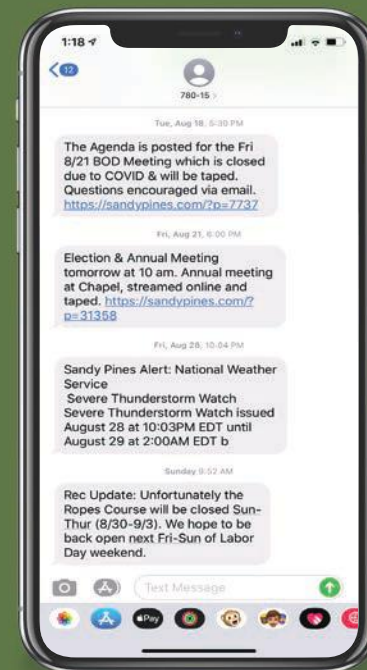 1:18
12
780-15 >
Tue, Aug 18, 5:30 PM
The Agenda is posted for the Fri
8/21 BOD Meeting which is closed
due to COVID & will be taped.
Questions encouraged via email.
https://sandypines.com/?p=7737
Fri, Aug 21, 6:00 PM
Election & Annual Meeting
tomorrow at 10 am. Annual meeting
at Chapel, streamed online and
taped. https://sandypines.com/?
p=31358
Fri, Aug 28, 10:04 PM
Sandy Pines Alert: National Weather
Service
Severe Thunderstorm Watch
Severe Thunderstorm Watch issued
August 28 at 10:03PM EDT until
August 29 at 2:00AM EDT b
Sunday 9:52 AM
Rec Update: Unfortunately the
Ropes Course will be closed Sun-
Thur (8/30-9/3). We hope to be
back open next Fri-Sun of Labor
Day weekend.
Text Message
Pay